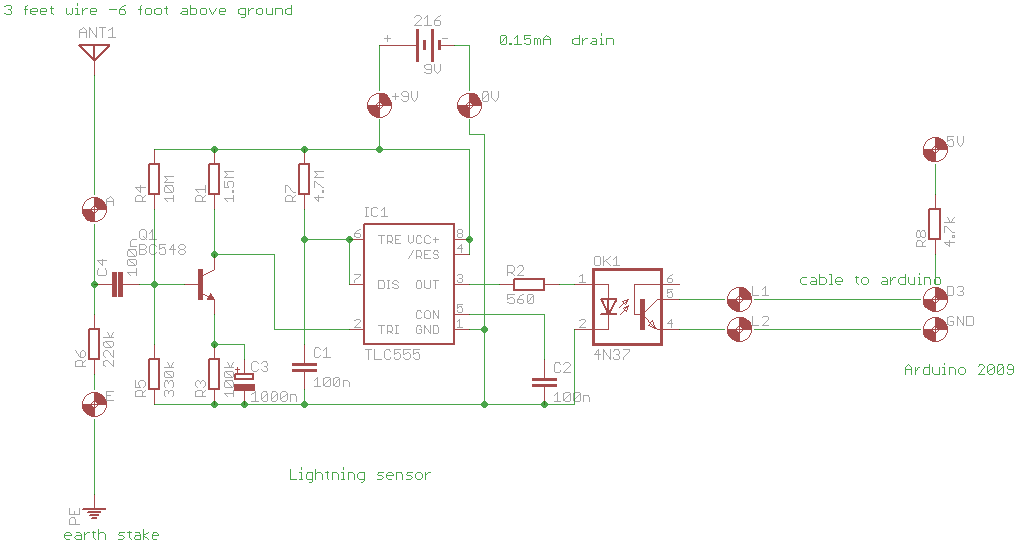 3 feet wire ~6 foot above ground
ANT1
216
+
-
9V
0.15mA drain
+9V
0V
5V
R4
10M
R1
1.5M
R3
4.7M
A
IC1
Q1
BC548
C4
100n
6
TRE
7
DIS
2
TRI
VCC+
8
/RES
4
OUT
3
CON
5
GND
1
TLC555
R2
560
OK1
1
2
6
5
4
4N37
R8
4.7k
cable to arduino
L1
L2
D3
GND
arduino 2009
R6
220k
R5
390k
R3
100k
C3
100n
C1
100n
C2
100n
E
Lightning sensor
PE
earth stake